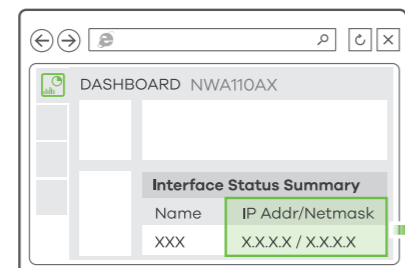 DASHBOARD NWA110AX
Interface Status Summary
Name IP Addr/Netmask
XXX X.X.X.X / X.X.X.X